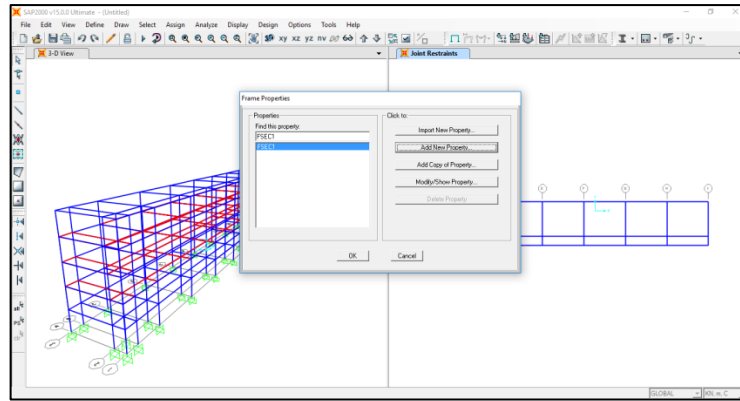 SAP2000 v15.0.0 Ultimate - (Untitled)
File Edit View Define Draw Select Assign Analyze Display Design Options Tools Help
xy xz yz nv
3-D View
Joint Restraints
Frame Properties
Properties
Find this property:
FSEC1
FSEC1
Click to:
Import New Property...
Add New Property...
Add Copy of Property...
Modify/Show Property...
Delete Property
OK
Cancel
GLOBAL
KN, m, C